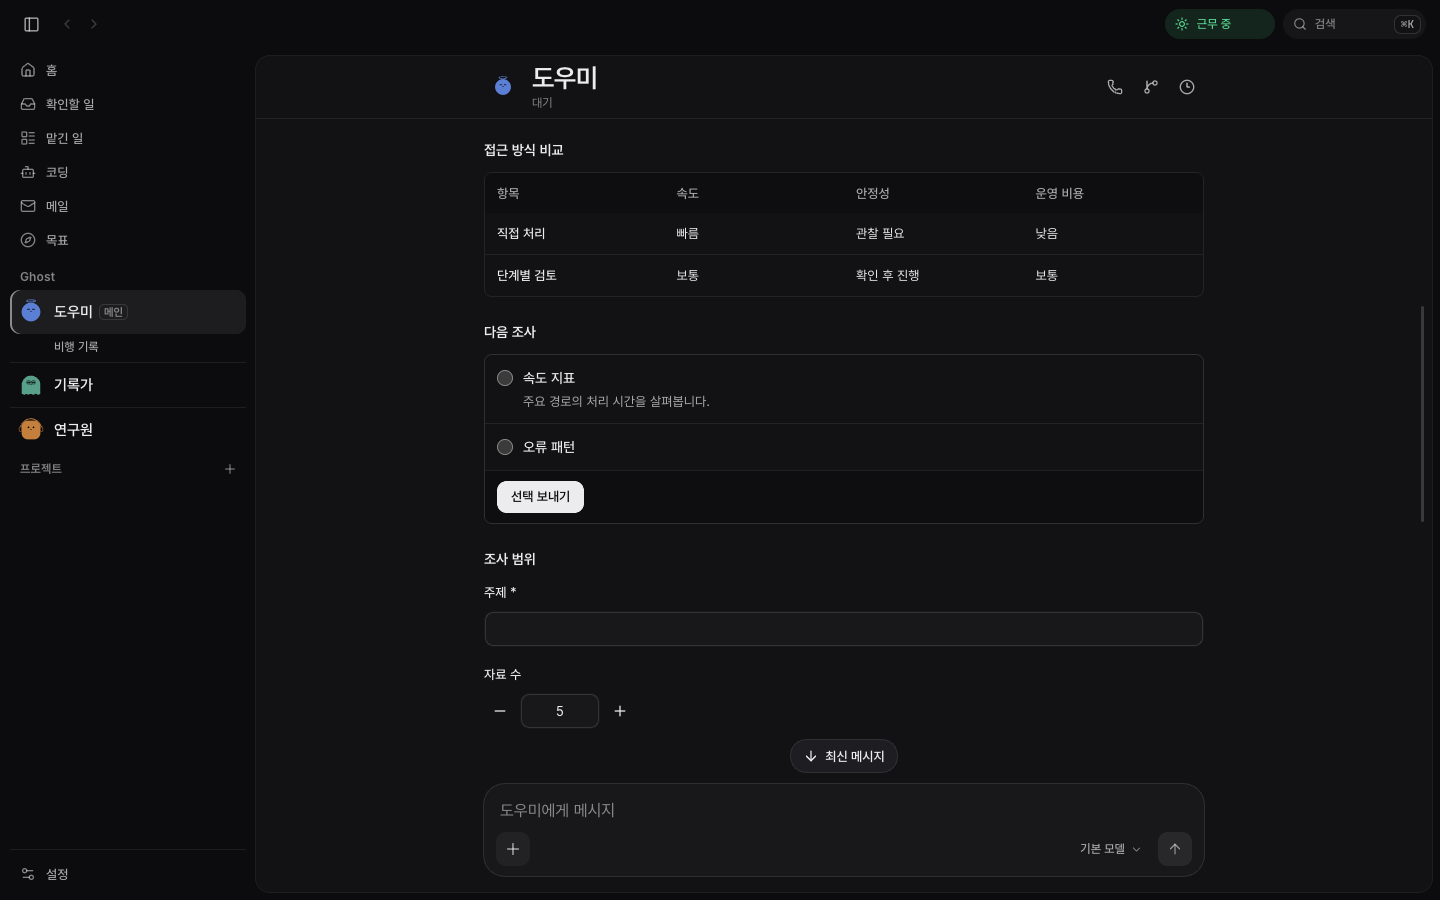 근무 중
검색
⌘K
홈
확인할 일
맡긴 일
코딩
메일
목표
Ghost
도우미 메인
비행 기록
기록가
연구원
프로젝트
설정
도우미
대기
접근 방식 비교
항목 속도 안정성 운영 비용
직접 처리 빠름 관찰 필요 낮음
단계별 검토 보통 확인 후 진행 보통
다음 조사
속도 지표
주요 경로의 처리 시간을 살펴봅니다.
오류 패턴
선택 보내기
조사 범위
주제 *
자료 수
5
최신 메시지
도우미에게 메시지
기본 모델